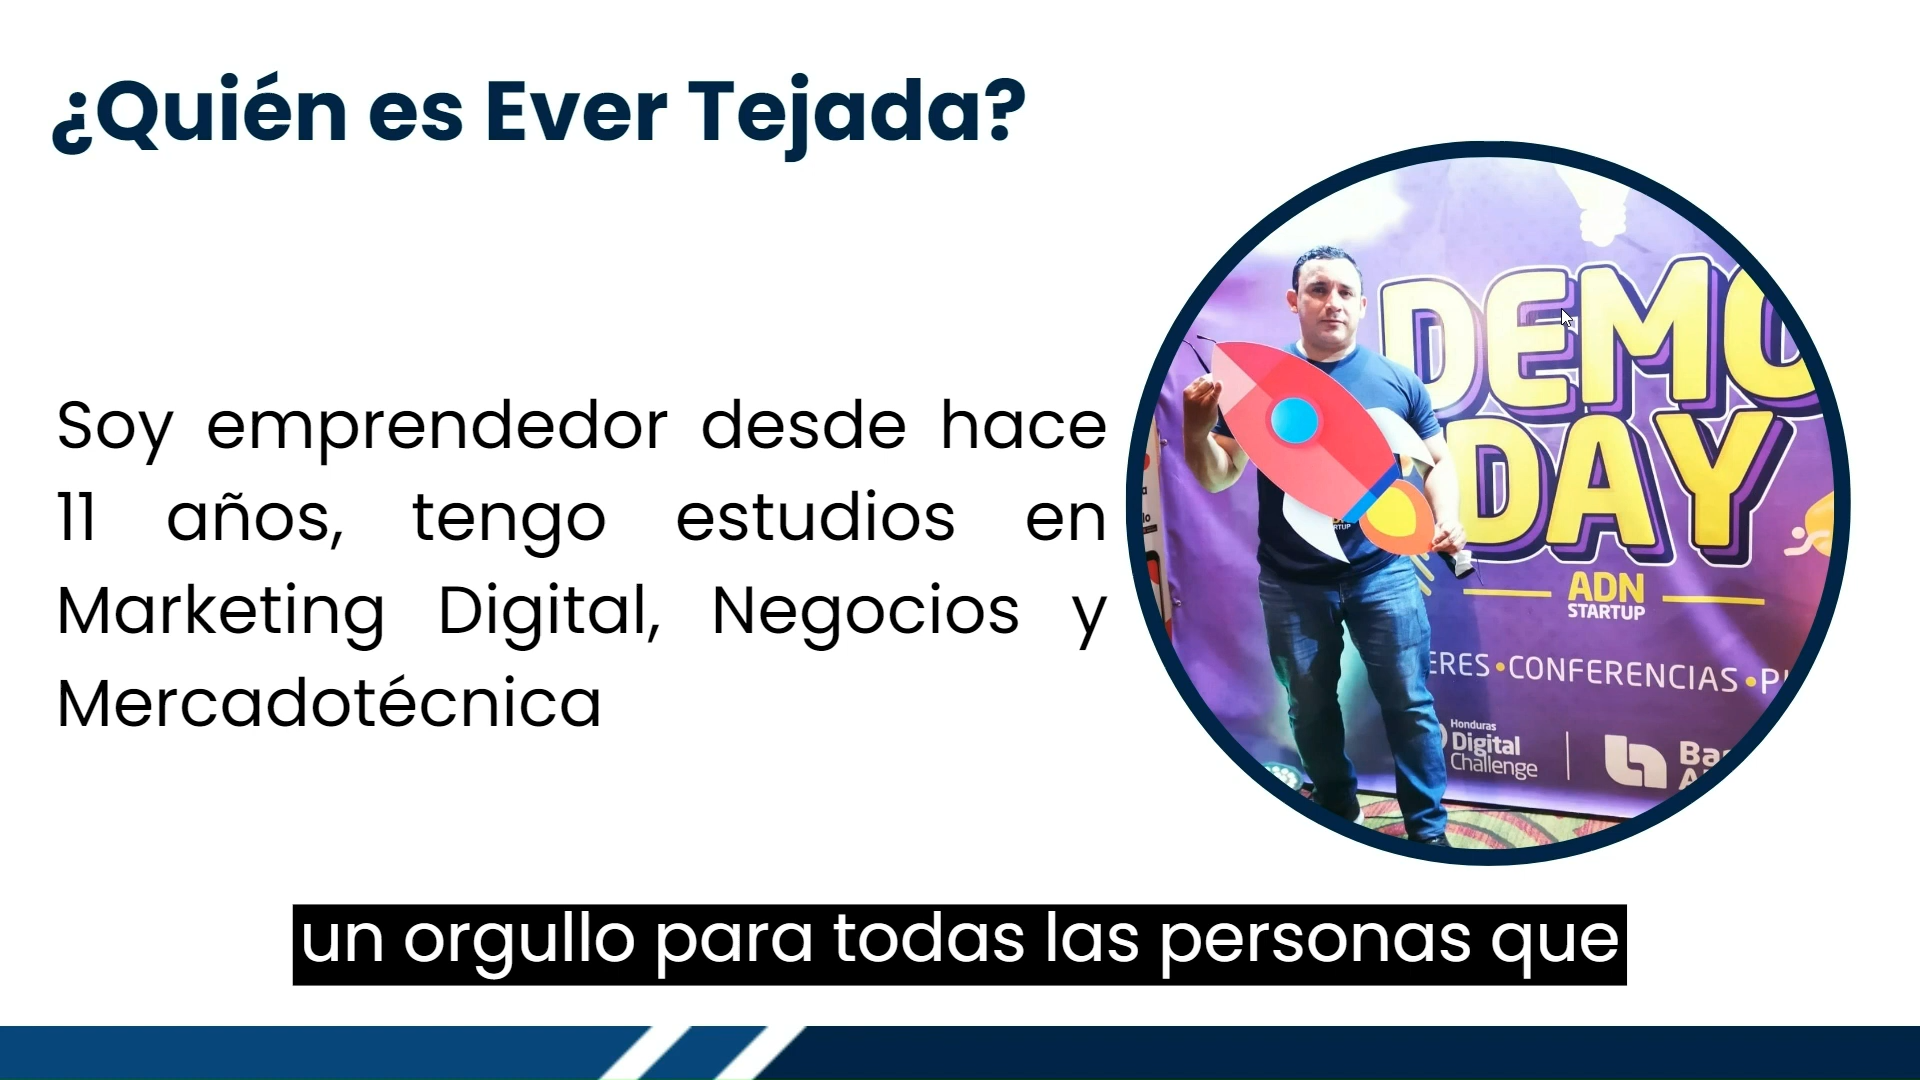 ¿Quién es Ever Tejada?
Soy emprendedor desde hace
11 años, tengo estudios en
Marketing Digital, Negocios y
Mercadotécnica
DEMO
DAY
ADN
STARTUP
CONFERENCIAS
Honduras
Digital
Challenge
un orgullo para todas las personas que